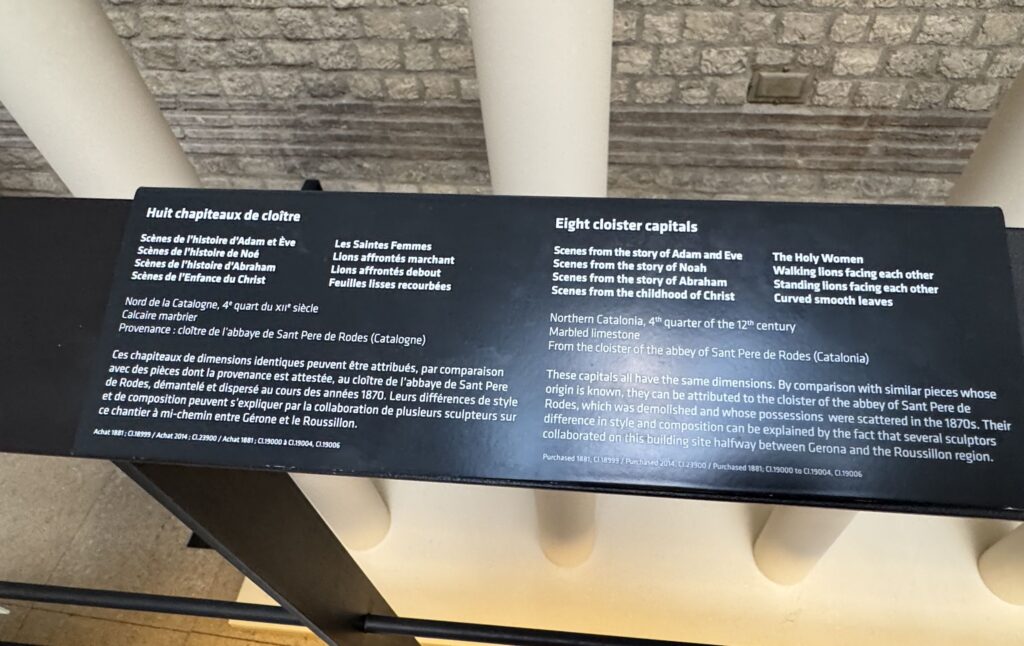 Huit chapiteaux de cloître
Scènes de l'histoire d'Adam et Ève
Scènes de l'histoire de Noé
Scènes de l'histoire d'Abraham
Scènes de l'Enfance du Christ
Les Saintes Femmes
Lions affrontés marchant
Lions affrontés debout
Feuilles lisses recourbées
Nord de la Catalogne, 4e quart du XIIe siècle
Calcaire marbrier
Provenance : cloître de l'abbaye de Sant Pere de Rodes (Catalogne)
Ces chapiteaux de dimensions identiques peuvent être attribués, par comparaison
avec des pièces dont la provenance est attestée, au cloître de l'abbaye de Sant Pere
de Rodes, démantelé et dispersé au cours des années 1870. Leurs différences de style
et de composition peuvent s'expliquer par la collaboration de plusieurs sculpteurs sur
ce chantier à mi-chemin entre Gérone et le Roussillon.
Achat 1881 ; Cl.18999 / Achat 2014 ; Cl.23900 / Achat 1881 ; Cl.19000 à Cl.19004, Cl.19006
Eight cloister capitals
Scenes from the story of Adam and Eve
Scenes from the story of Noah
Scenes from the story of Abraham
Scenes from the childhood of Christ
The Holy Women
Walking lions facing each other
Standing lions facing each other
Curved smooth leaves
Northern Catalonia, 4th quarter of the 12th century
Marbled limestone
From the cloister of the abbey of Sant Pere de Rodes (Catalonia)
These capitals all have the same dimensions. By comparison with similar pieces whose
origin is known, they can be attributed to the cloister of the abbey of Sant Pere de
Rodes, which was demolished and whose possessions were scattered in the 1870s. Their
difference in style and composition can be explained by the fact that several sculptors
collaborated on this building site halfway between Gerona and the Roussillon region.
Purchased 1881, Cl.18999 / Purchased 2014, Cl.23900 / Purchased 1881; Cl.19000 to Cl.19004, Cl.19006